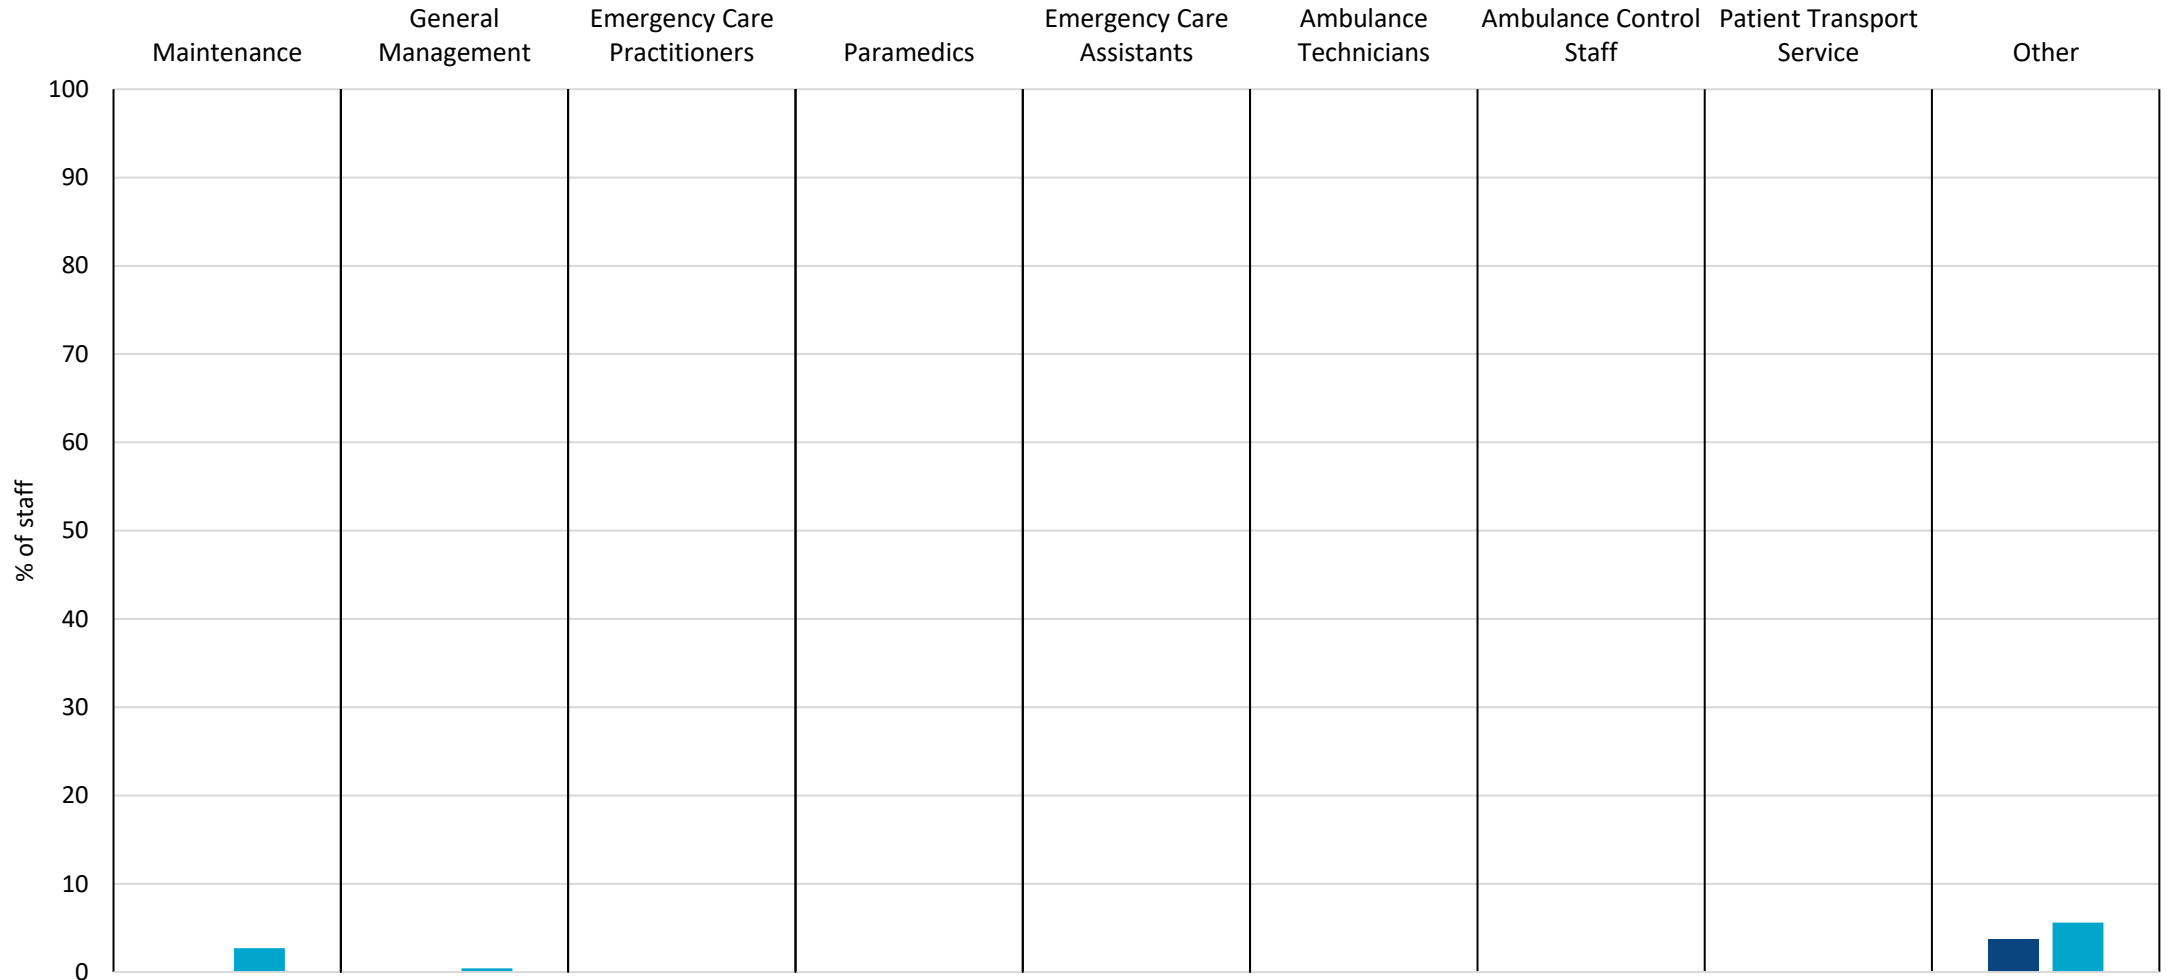 Maintenance
General
Management
Emergency Care
Practitioners
Paramedics
Emergency Care
Assistants
Ambulance
Technicians
Ambulance Control
Staff
Patient Transport
Service
Other
100
90
80
70
60
50
40
30
20
10
0
% of staff